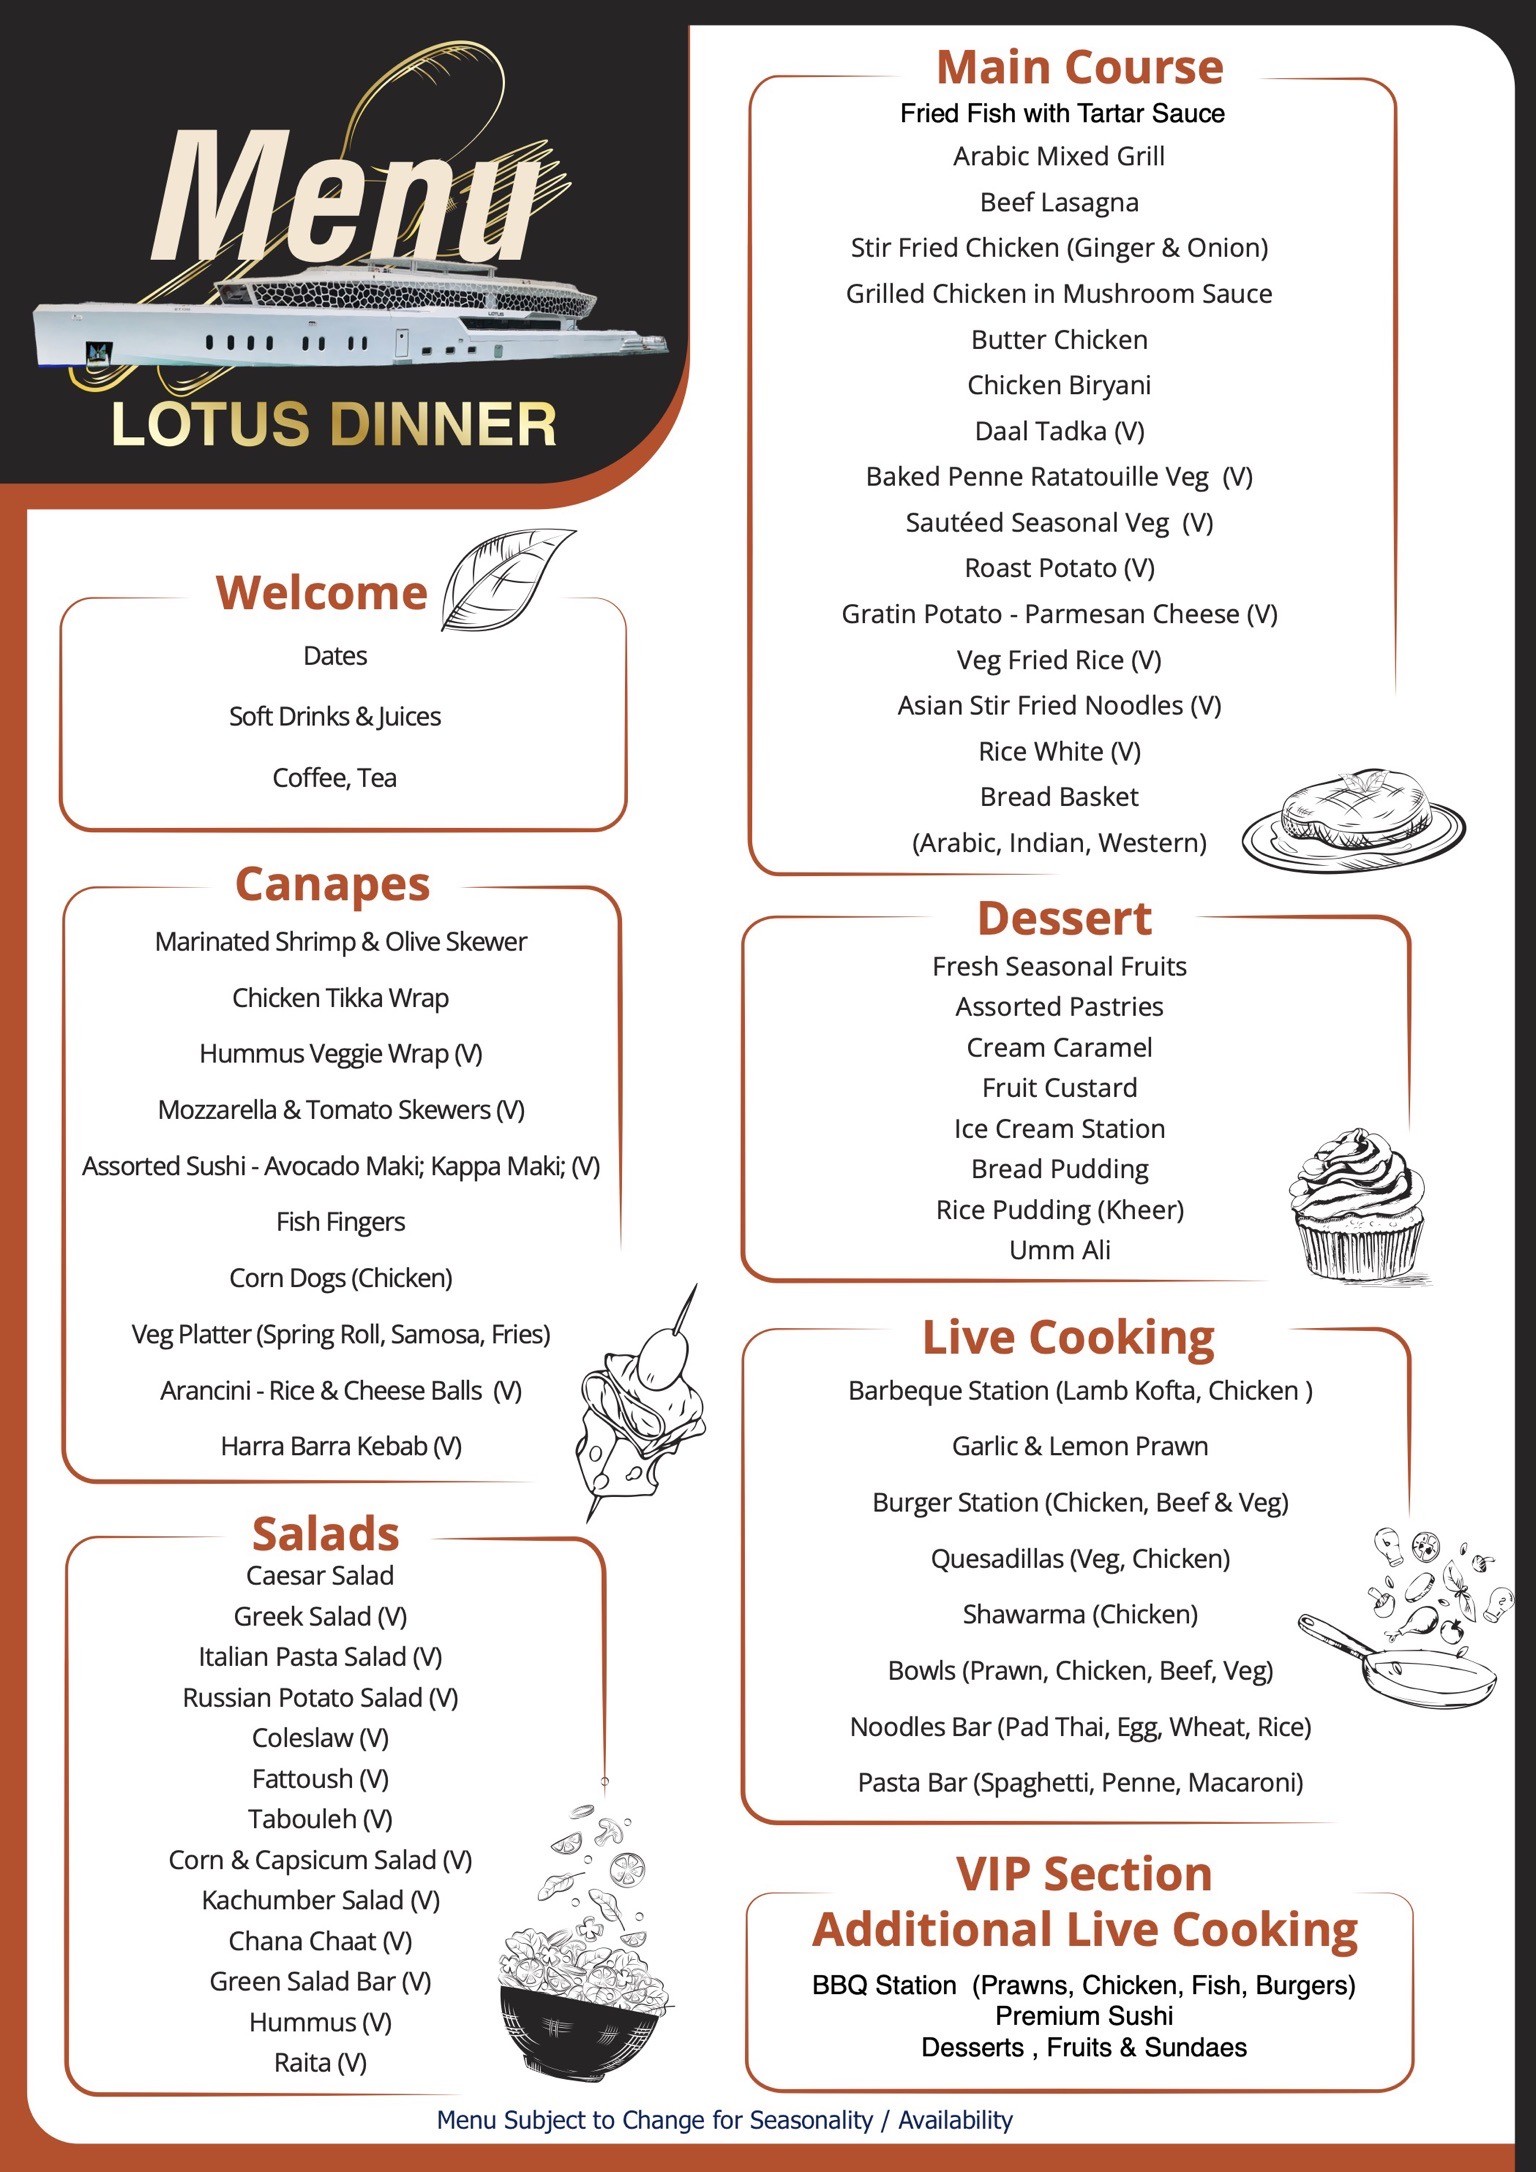 Menu
LOTUS DINNER
Welcome
Dates
Soft Drinks & Juices
Coffee, Tea
Canapes
Marinated Shrimp & Olive Skewer
Chicken Tikka Wrap
Hummus Veggie Wrap (V)
Mozzarella & Tomato Skewers (V)
Assorted Sushi - Avocado Maki; Kappa Maki; (V)
Fish Fingers
Corn Dogs (Chicken)
Veg Platter (Spring Roll, Samosa, Fries)
Arancini - Rice & Cheese Balls  (V)
Harra Barra Kebab (V)
Salads
Caesar Salad
Greek Salad (V)
Italian Pasta Salad (V)
Russian Potato Salad (V)
Coleslaw (V)
Fattoush (V)
Tabouleh (V)
Corn & Capsicum Salad (V)
Kachumber Salad (V)
Chana Chaat (V)
Green Salad Bar (V)
Hummus (V)
Raita (V)
Main Course
Fried Fish with Tartar Sauce
Arabic Mixed Grill
Beef Lasagna
Stir Fried Chicken (Ginger & Onion)
Grilled Chicken in Mushroom Sauce
Butter Chicken
Chicken Biryani
Daal Tadka (V)
Baked Penne Ratatouille Veg  (V)
Sautéed Seasonal Veg  (V)
Roast Potato (V)
Gratin Potato - Parmesan Cheese (V)
Veg Fried Rice (V)
Asian Stir Fried Noodles (V)
Rice White (V)
Bread Basket
(Arabic, Indian, Western)
Dessert
Fresh Seasonal Fruits
Assorted Pastries
Cream Caramel
Fruit Custard
Ice Cream Station
Bread Pudding
Rice Pudding (Kheer)
Umm Ali
Live Cooking
Barbeque Station (Lamb Kofta, Chicken )
Garlic & Lemon Prawn
Burger Station (Chicken, Beef & Veg)
Quesadillas (Veg, Chicken)
Shawarma (Chicken)
Bowls (Prawn, Chicken, Beef, Veg)
Noodles Bar (Pad Thai, Egg, Wheat, Rice)
Pasta Bar (Spaghetti, Penne, Macaroni)
VIP Section
Additional Live Cooking
BBQ Station  (Prawns, Chicken, Fish, Burgers)
Premium Sushi
Desserts , Fruits & Sundaes
Menu Subject to Change for Seasonality / Availability